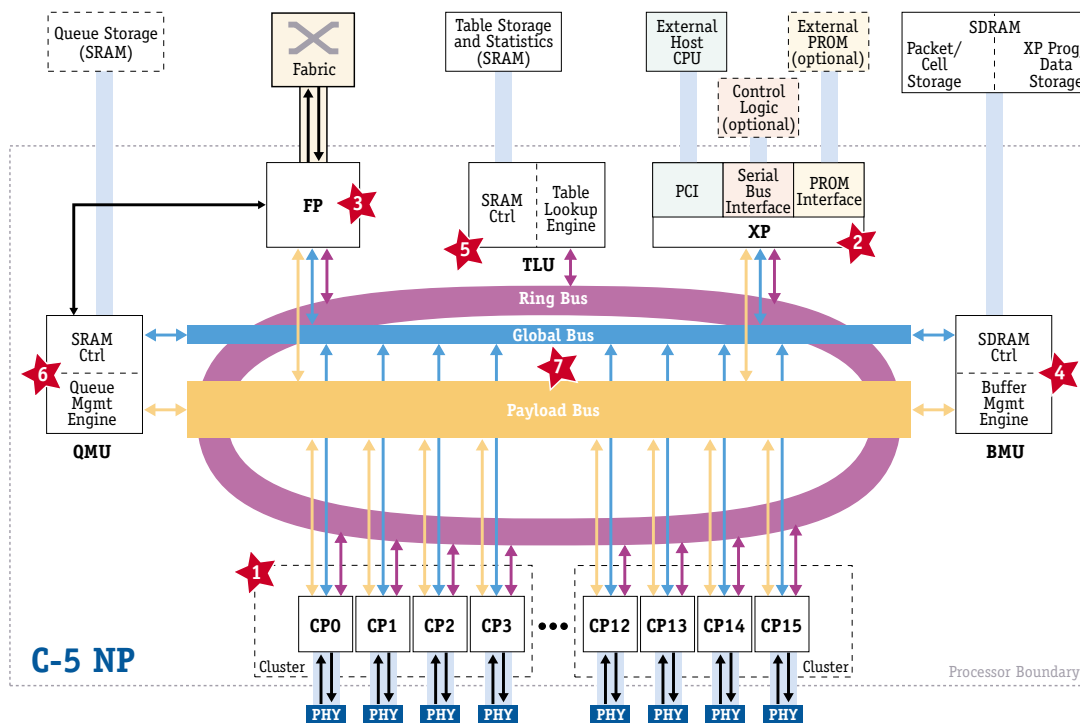 Queue Storage
(SRAM)
Fabric
Table Storage
and Statistics
(SRAM)
External
Host
CPU
External
PROM
(optional)
Control
Logic
(optional)
SDRAM
Packet/
Cell
Storage
XP Prog
Data
Storage
FP
3
SRAM
Ctrl
Table
Lookup
Engine
5
TLU
PCI
Serial
Bus
Interface
PROM
Interface
XP
2
Ring Bus
Global Bus
7
Payload Bus
SRAM
Ctrl
6
Queue
Mgmt
Engine
QMU
SDRAM
Ctrl
4
Buffer
Mgmt
Engine
BMU
1
CP0
CP1
CP2
CP3
•••
CP12
CP13
CP14
CP15
Cluster
Cluster
C-5 NP
Processor Boundary
PHY
PHY
PHY
PHY
PHY
PHY
PHY
PHY